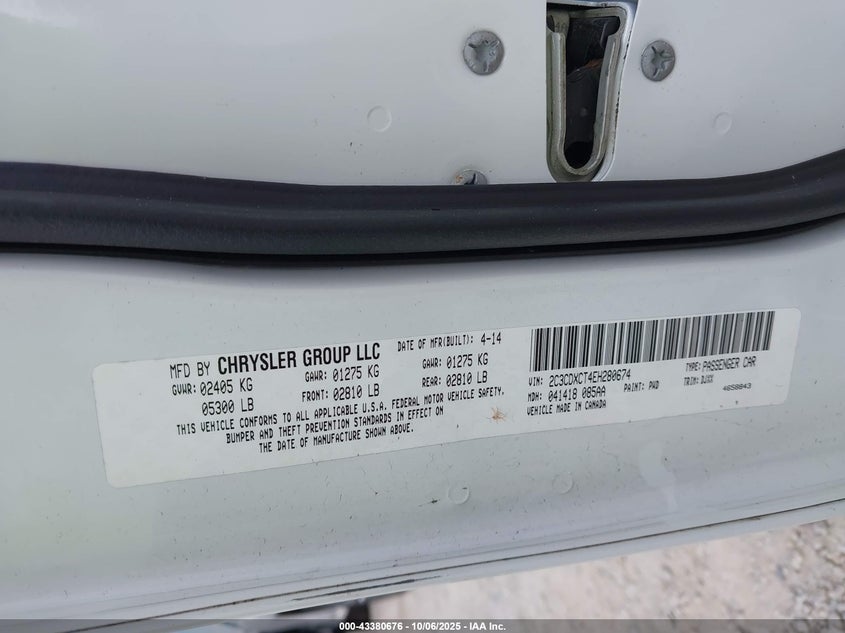 MFD BY CHRYSLER GROUP LLC DATE OF MFR(BUILT): 4-14
GVWR: 02405 KG GAWR: 01275 KG GAWR: 01275 KG
05300 LB FRONT: 02810 LB REAR: 02810 LB
THIS VEHICLE CONFORMS TO ALL APPLICABLE U.S.A. FEDERAL MOTOR VEHICLE SAFETY,
BUMPER AND THEFT PREVENTION STANDARDS IN EFFECT ON
THE DATE OF MANUFACTURE SHOWN ABOVE.
VIN: 2C3CDXCT4EH280674 TYPE: PASSENGER CAR
MDH: 041418 085AA PAINT: PWD TRIM: DJSX
VEHICLE MADE IN CANADA 4658843
000-43380676 • 10/06/2025 - IAA Inc.